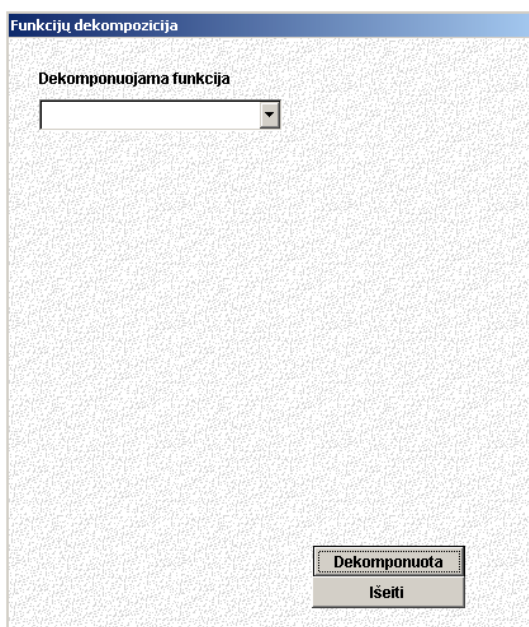 Funkcijų dekompozicija
Dekomponuojama funkcija
Dekomponuota
Išeiti